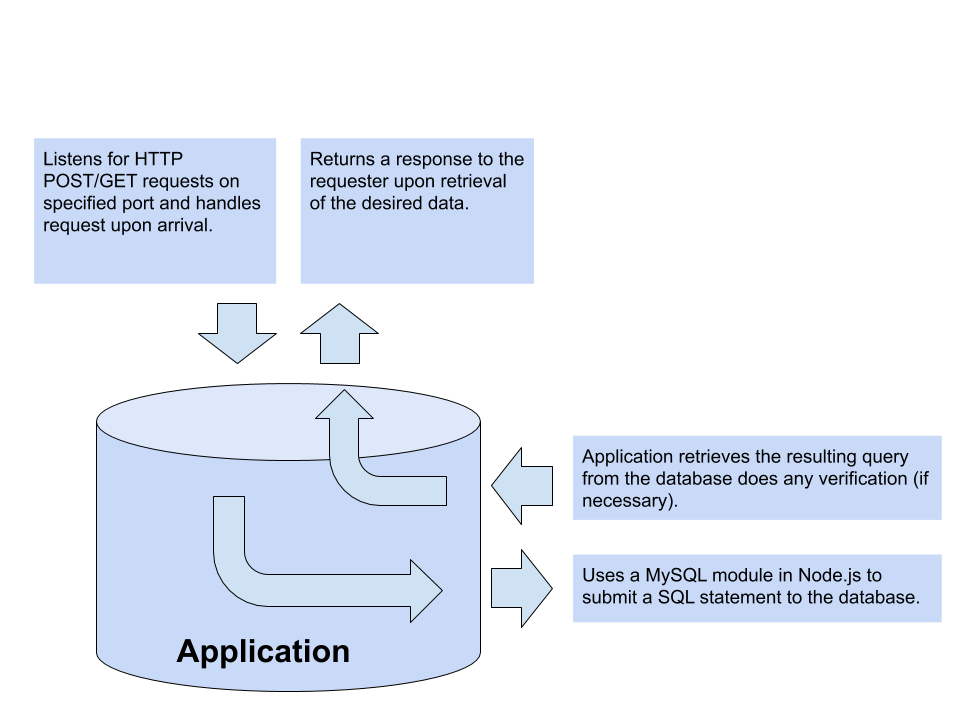 Listens for HTTP
POST/GET requests on
specified port and handles
request upon arrival.
Returns a response to the
requester upon retrieval
of the desired data.
Application retrieves the resulting query
from the database does any verification (if
necessary).
Uses a MySQL module in Node.js to
submit a SQL statement to the database.
Application